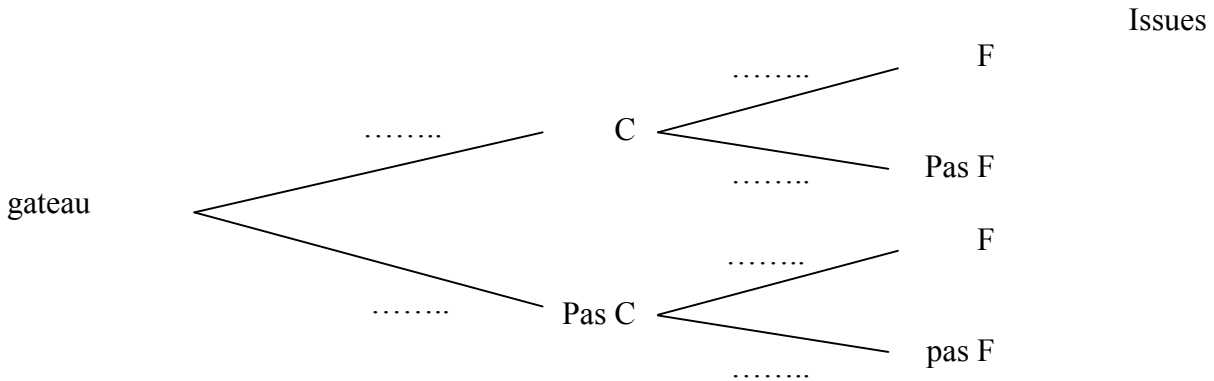 Issues
F
……..
……..
C
Pas F
……..
gateau
F
……..
……..
Pas C
pas F
……..